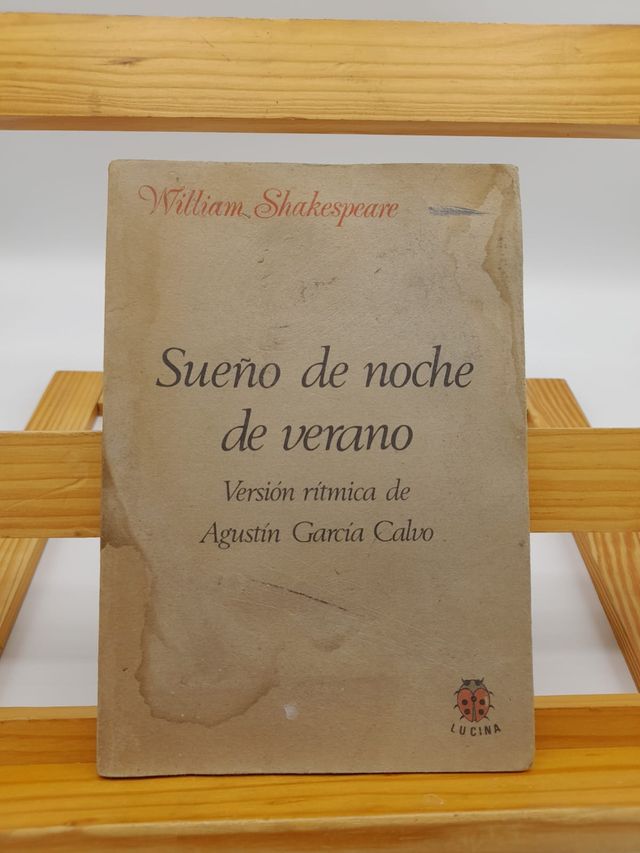 William Shakespeare
Sueño de noche
de verano
Versión rítmica de
Agustín García Calvo
LUCINA